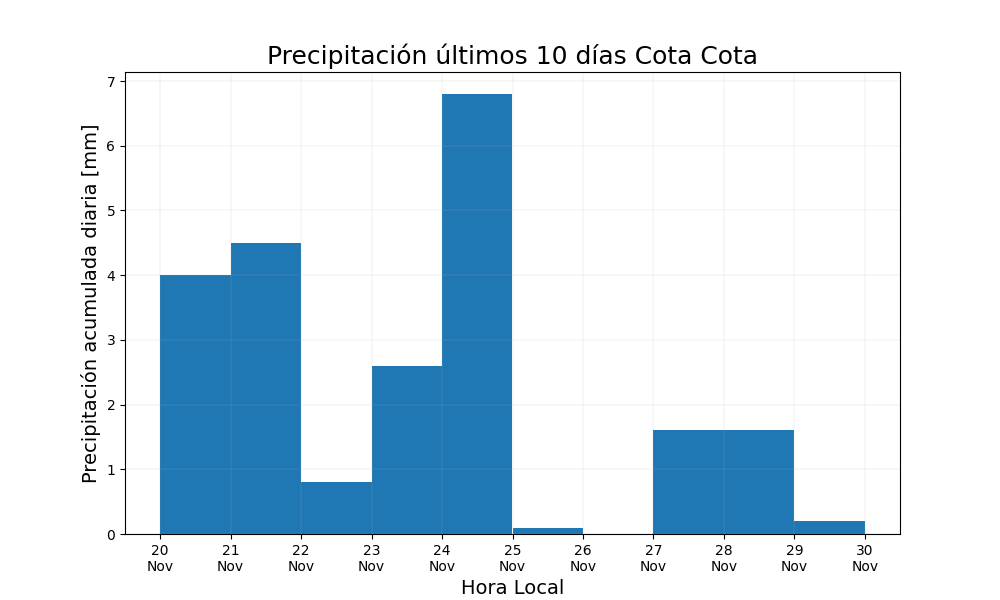 Precipitación últimos 10 días Cota Cota
Precipitación acumulada diaria [mm]
7
6
5
4
3
2
1
0
20 21 22 23 24 25 26 27 28 29 30
Nov Nov Nov Nov Nov Nov Nov Nov Nov Nov Nov
Hora Local